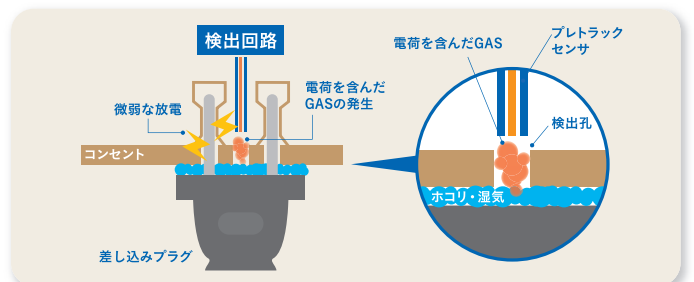 検出回路
電荷を含んだ
GASの発生
微弱な放電
コンセント
差し込みプラグ
電荷を含んだGAS
プレトラック
センサ
検出孔
ホコリ・湿気